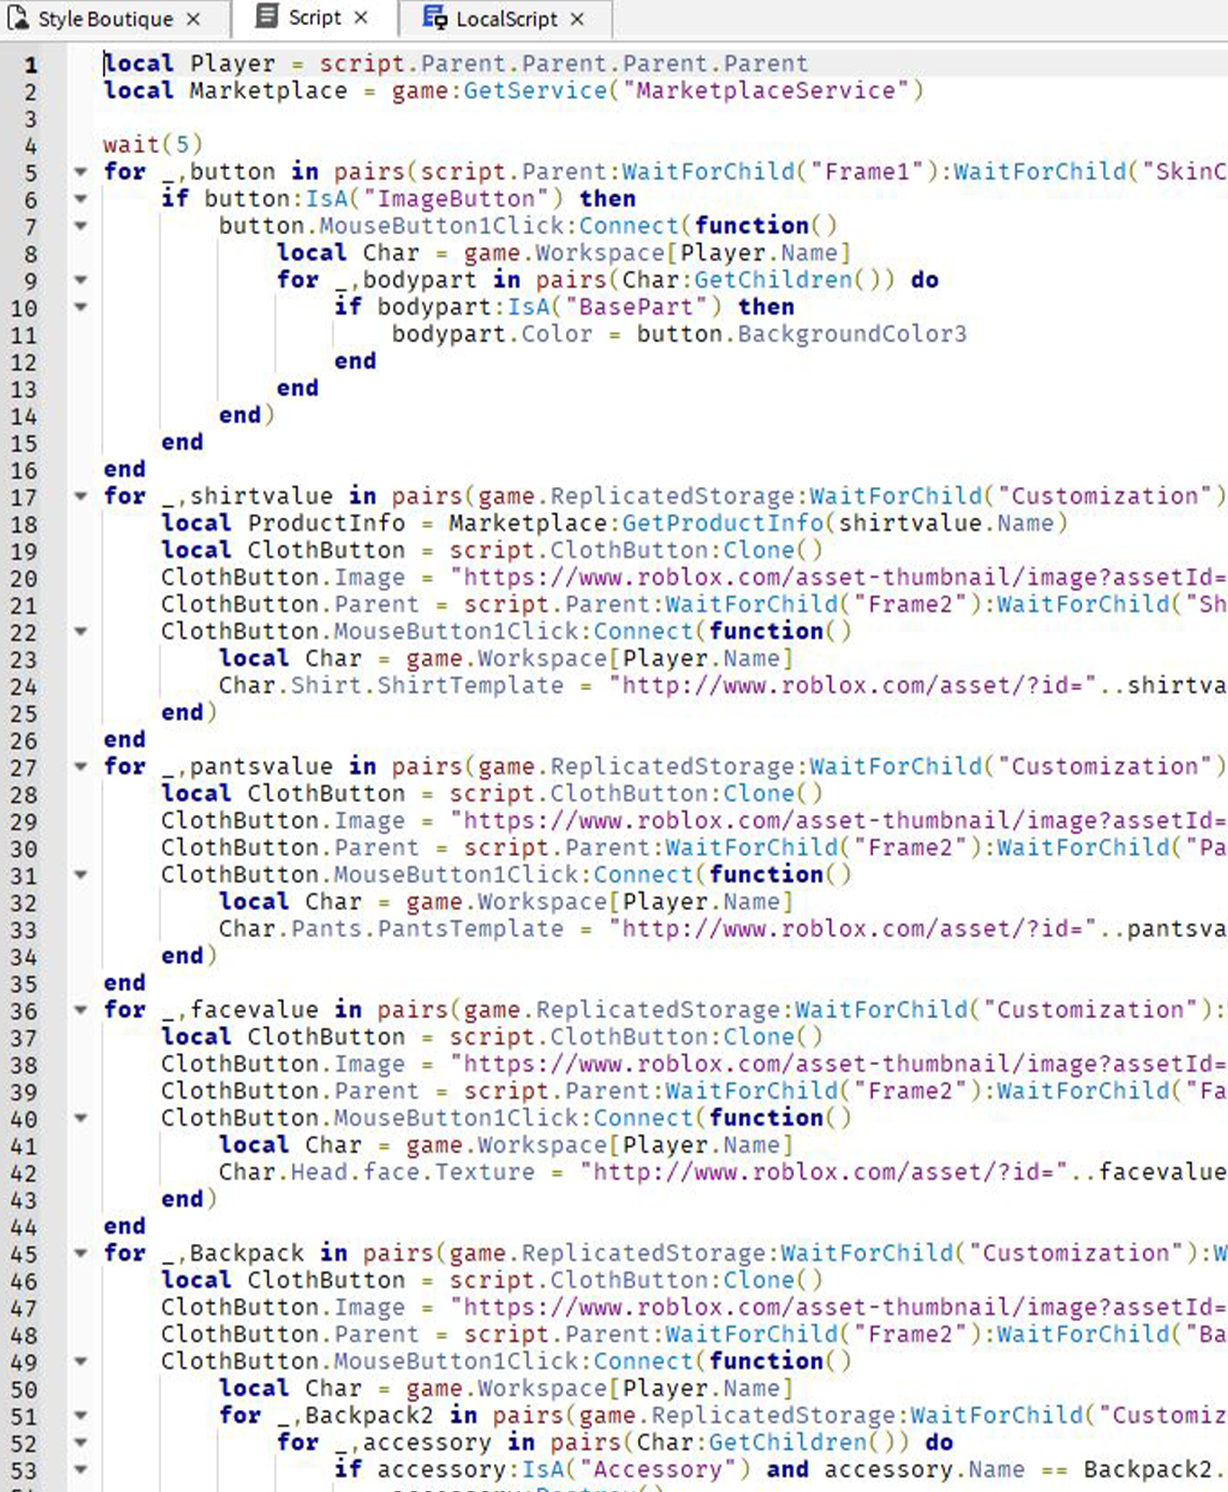 Style Boutique × Script × LocalScript ×
1 local Player = script.Parent.Parent.Parent.Parent
2 local Marketplace = game:GetService("MarketplaceService")
3
4 wait(5)
5 for _,button in pairs(script.Parent:WaitForChild("Frame1"):WaitForChild("SkinC
6 if button:IsA("ImageButton") then
7 button.MouseButton1Click:Connect(function()
8 local Char = game.Workspace[Player.Name]
9 for _,bodypart in pairs(Char:GetChildren()) do
10 if bodypart:IsA("BasePart") then
11 bodypart.Color = button.BackgroundColor3
12 end
13 end
14 end)
15 end
16 end
17 for _,shirtvalue in pairs(game.ReplicatedStorage:WaitForChild("Customization")
18 local ProductInfo = Marketplace:GetProductInfo(shirtvalue.Name)
19 local ClothButton = script.ClothButton:Clone()
20 ClothButton.Image = "https://www.roblox.com/asset-thumbnail/image?assetId=
21 ClothButton.Parent = script.Parent:WaitForChild("Frame2"):WaitForChild("Sh
22 ClothButton.MouseButton1Click:Connect(function()
23 local Char = game.Workspace[Player.Name]
24 Char.Shirt.ShirtTemplate = "http://www.roblox.com/asset/?id="..shirtva
25 end)
26 end
27 for _,pantsvalue in pairs(game.ReplicatedStorage:WaitForChild("Customization")
28 local ClothButton = script.ClothButton:Clone()
29 ClothButton.Image = "https://www.roblox.com/asset-thumbnail/image?assetId=
30 ClothButton.Parent = script.Parent:WaitForChild("Frame2"):WaitForChild("Pa
31 ClothButton.MouseButton1Click:Connect(function()
32 local Char = game.Workspace[Player.Name]
33 Char.Pants.PantsTemplate = "http://www.roblox.com/asset/?id="..pantsva
34 end)
35 end
36 for _,facevalue in pairs(game.ReplicatedStorage:WaitForChild("Customization"):
37 local ClothButton = script.ClothButton:Clone()
38 ClothButton.Image = "https://www.roblox.com/asset-thumbnail/image?assetId=
39 ClothButton.Parent = script.Parent:WaitForChild("Frame2"):WaitForChild("Fa
40 ClothButton.MouseButton1Click:Connect(function()
41 local Char = game.Workspace[Player.Name]
42 Char.Head.face.Texture = "http://www.roblox.com/asset/?id="..facevalue
43 end)
44 end
45 for _,Backpack in pairs(game.ReplicatedStorage:WaitForChild("Customization"):W
46 local ClothButton = script.ClothButton:Clone()
47 ClothButton.Image = "https://www.roblox.com/asset-thumbnail/image?assetId=
48 ClothButton.Parent = script.Parent:WaitForChild("Frame2"):WaitForChild("Ba
49 ClothButton.MouseButton1Click:Connect(function()
50 local Char = game.Workspace[Player.Name]
51 for _,Backpack2 in pairs(game.ReplicatedStorage:WaitForChild("Customiz
52 for _,accessory in pairs(Char:GetChildren()) do
53 if accessory:IsA("Accessory") and accessory.Name == Backpack2.